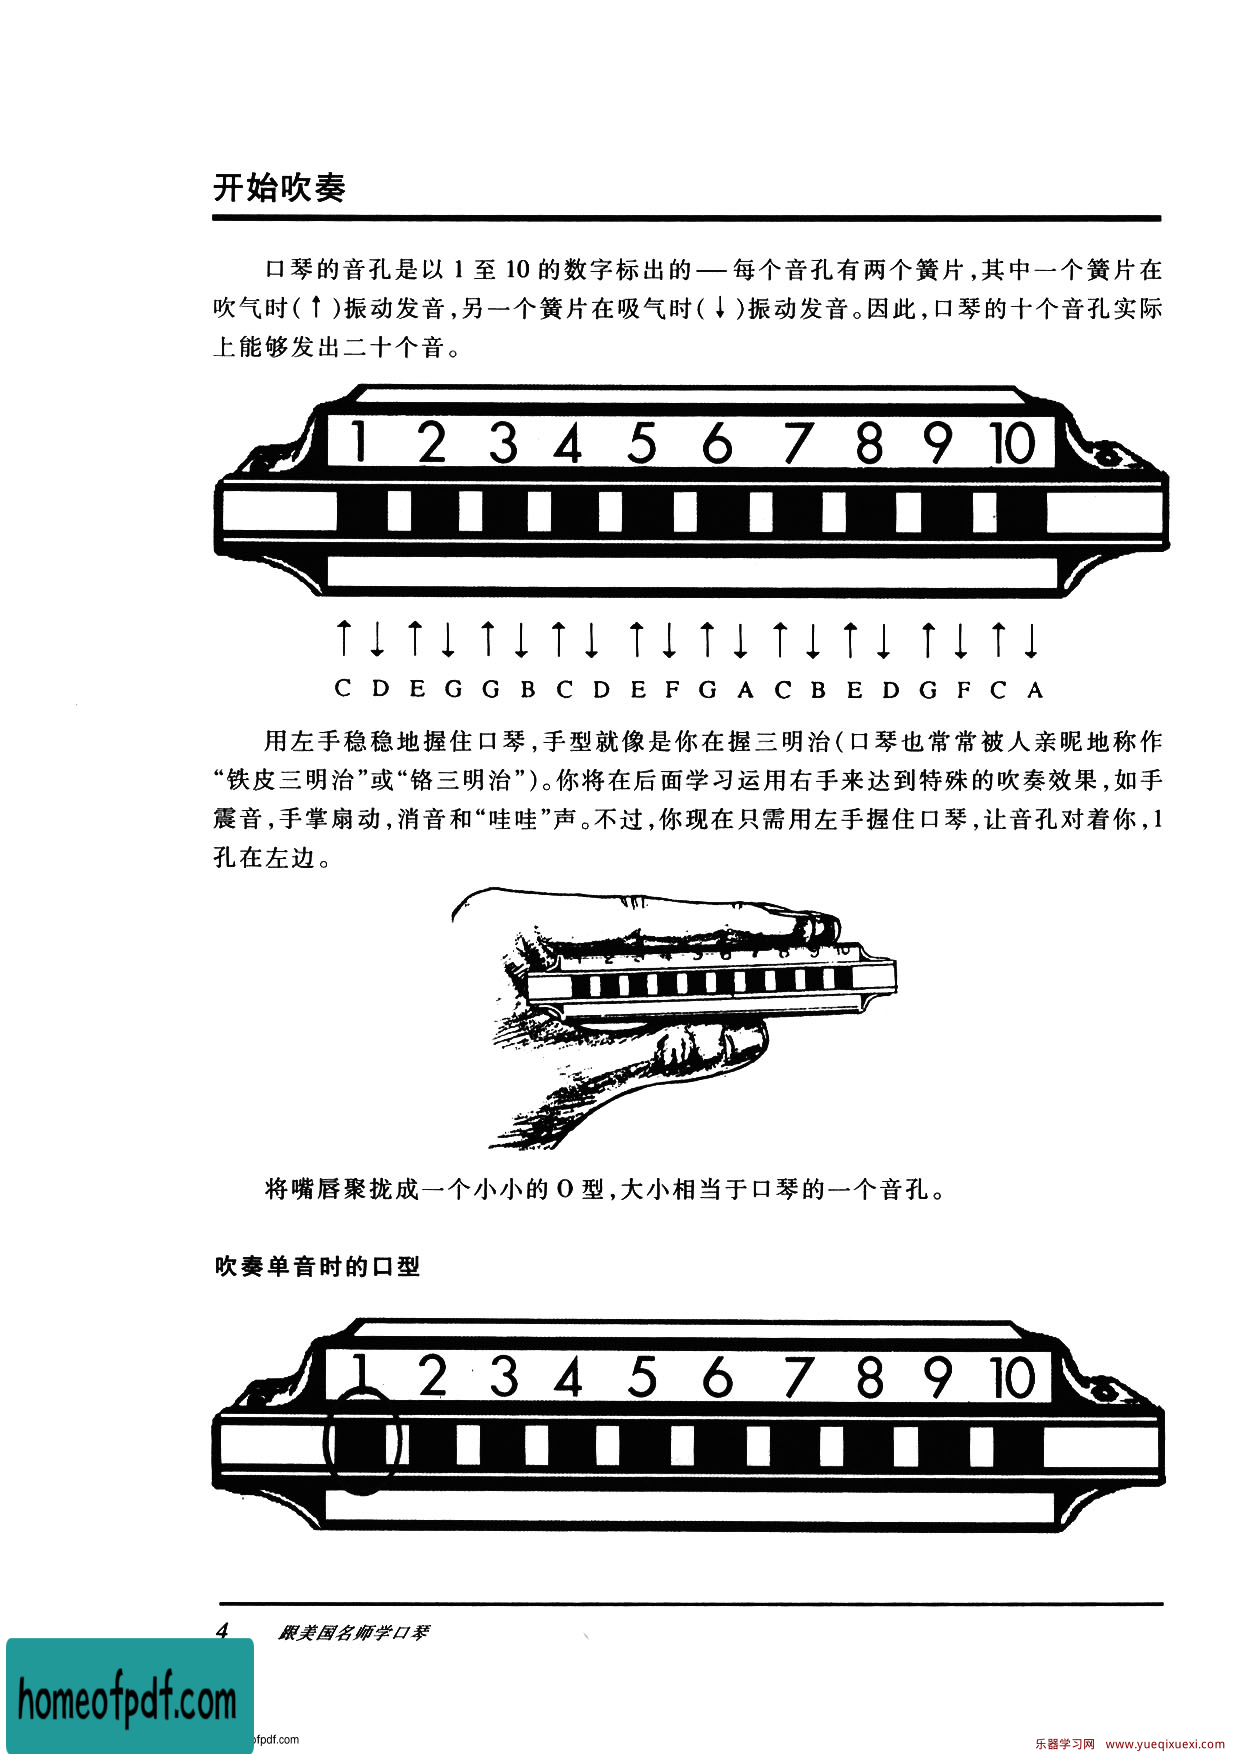 开始吹奏
口琴的音孔是以 1 至 10 的数字标出的—每个音孔有两个簧片,其中一个簧片在
吹气时(↑)振动发音,另一个簧片在吸气时(↓)振动发音。因此,口琴的十个音孔实际
上能够发出二十个音。
1 2 3 4 5 6 7 8 9 10
↑ ↓ ↑ ↓ ↑ ↓ ↑ ↓ ↑ ↓ ↑ ↓ ↑ ↓ ↑ ↓ ↑ ↓ ↑ ↓
C D E G G B C D E F G A C B E D G F C A
用左手稳稳地握住口琴,手型就像是你在握三明治(口琴也常常被人亲昵地称作
“铁皮三明治”或“铬三明治”)。你将在后面学习运用右手来达到特殊的吹奏效果,如手
震音,手掌扇动,消音和“哇哇”声。不过,你现在只需用左手握住口琴,让音孔对着你,1
孔在左边。
1 2 3 4 5 6 7 8 9 10
将嘴唇聚拢成一个小小的 O 型,大小相当于口琴的一个音孔。
吹奏单音时的口型
1 2 3 4 5 6 7 8 9 10
4 跟美国名师学口琴
homeofpdf.com
ofpdf.com
乐器学习网 www.yueqixuexi.com